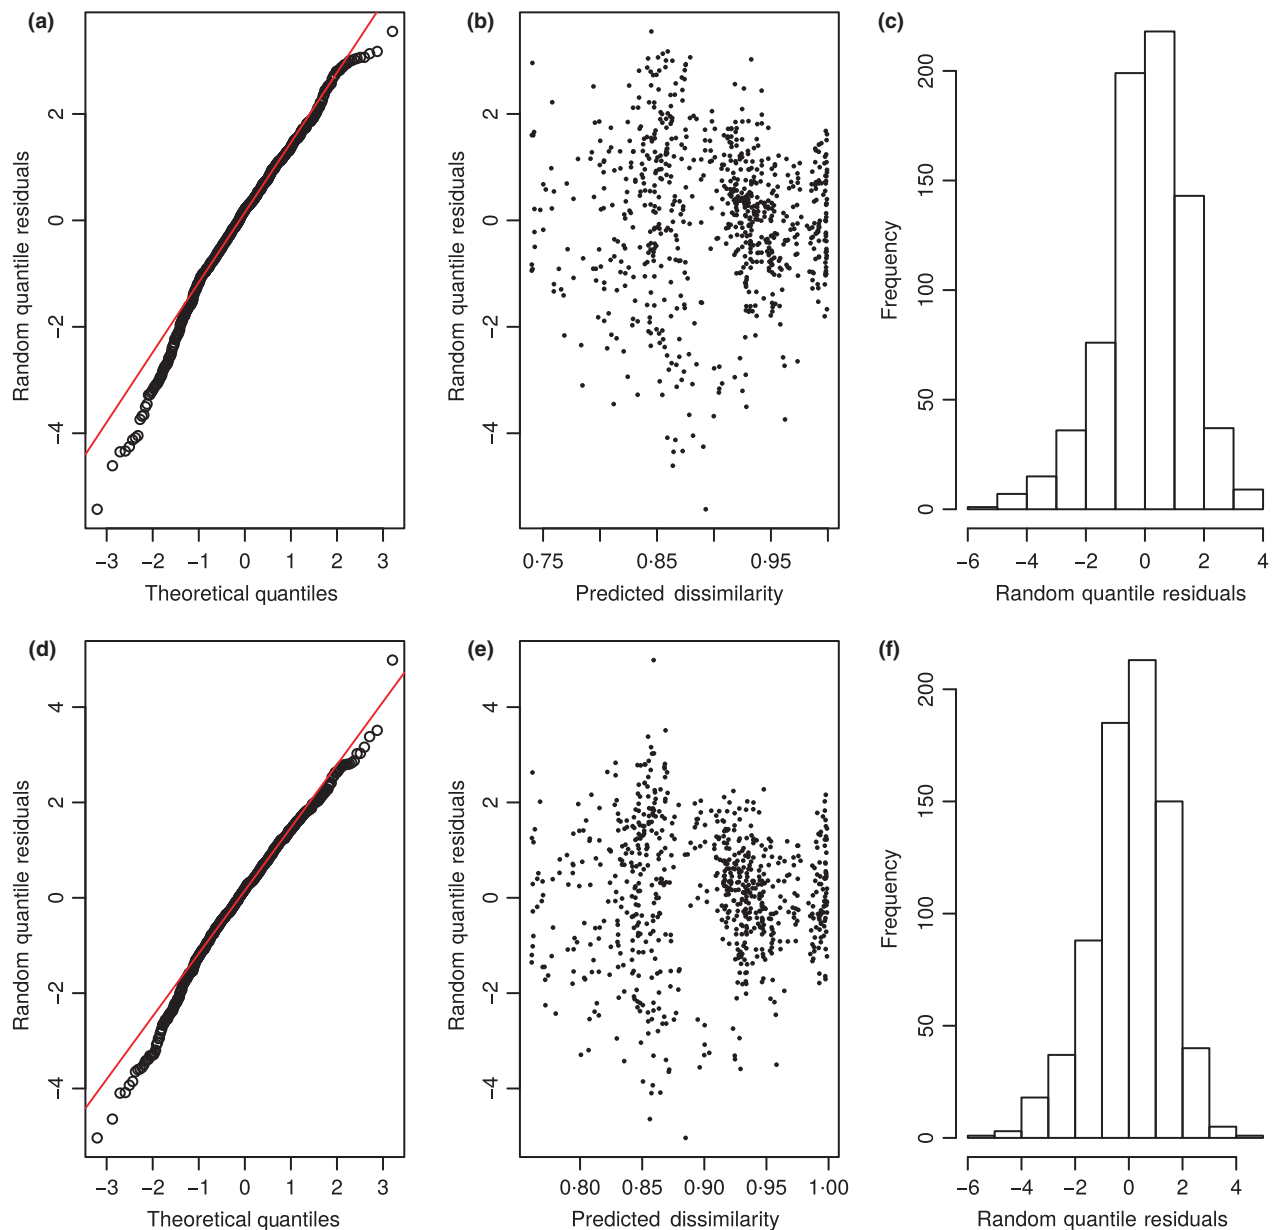 (a)
Random quantile residuals
2
0
−2
−4
−3 −2 −1 0 1 2 3
Theoretical quantiles
(b)
Random quantile residuals
2
0
−2
−4
0·75 0·85 0·95
Predicted dissimilarity
(c)
Frequency
200
150
100
50
0
−6 −4 −2 0 2 4
Random quantile residuals
(d)
Random quantile residuals
4
2
0
−2
−4
−3 −2 −1 0 1 2 3
Theoretical quantiles
(e)
Random quantile residuals
4
2
0
−2
−4
0·80 0·85 0·90 0·95 1·00
Predicted dissimilarity
(f)
Frequency
200
150
100
50
0
−6 −4 −2 0 2 4
Random quantile residuals